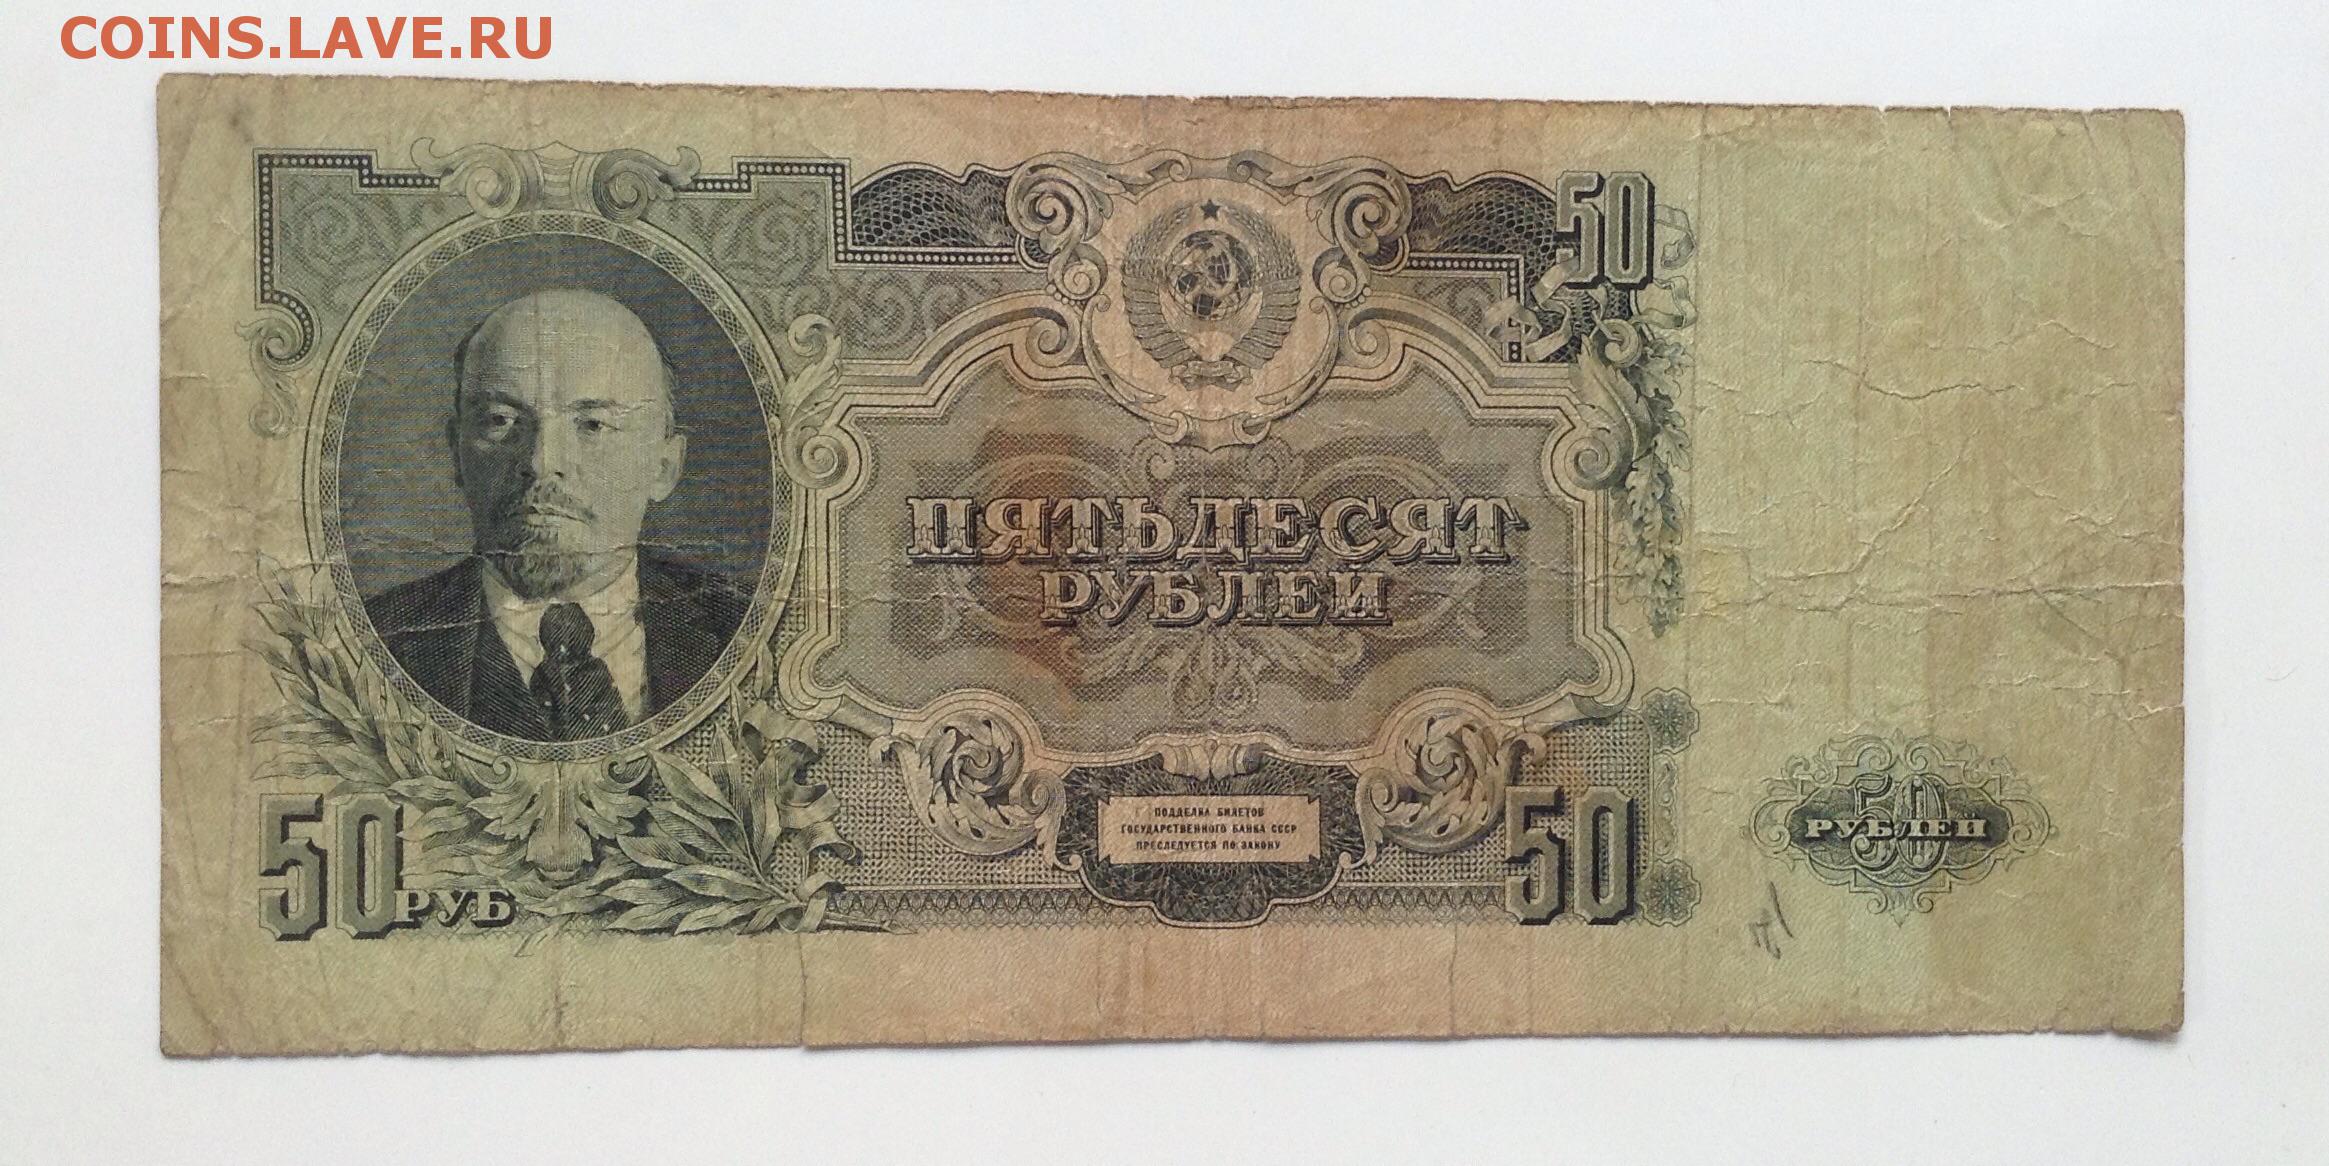 COINS.LAVE.RU
50
ПЯТЬДЕСЯТ
РУБЛЕЙ
ПОДДЕЛКА БИЛЕТОВ
ГОСУДАРСТВЕННОГО БАНКА СССР
ПРЕСЛЕДУЕТСЯ ПО ЗАКОНУ
50 РУБ
50
50
РУБЛЕЙ